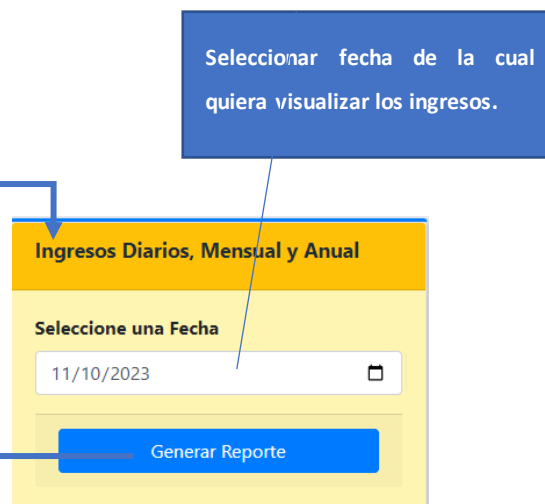 Seleccionar fecha de la cual
quiera visualizar los ingresos.
Ingresos Diarios, Mensual y Anual
Seleccione una Fecha
11/10/2023
Generar Reporte